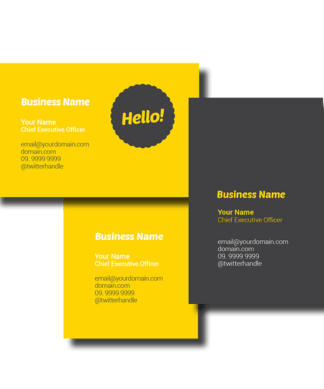 Business Name
Hello!
Your Name
Chief Executive Officer
email@yourdomain.com
domain.com
09. 9999 9999
@twitterhandle
Business Name
Your Name
Chief Executive Officer
email@yourdomain.com
domain.com
09. 9999 9999
@twitterhandle
Business Name
Your Name
Chief Executive Officer
email@yourdomain.com
domain.com
09. 9999 9999
@twitterhandle